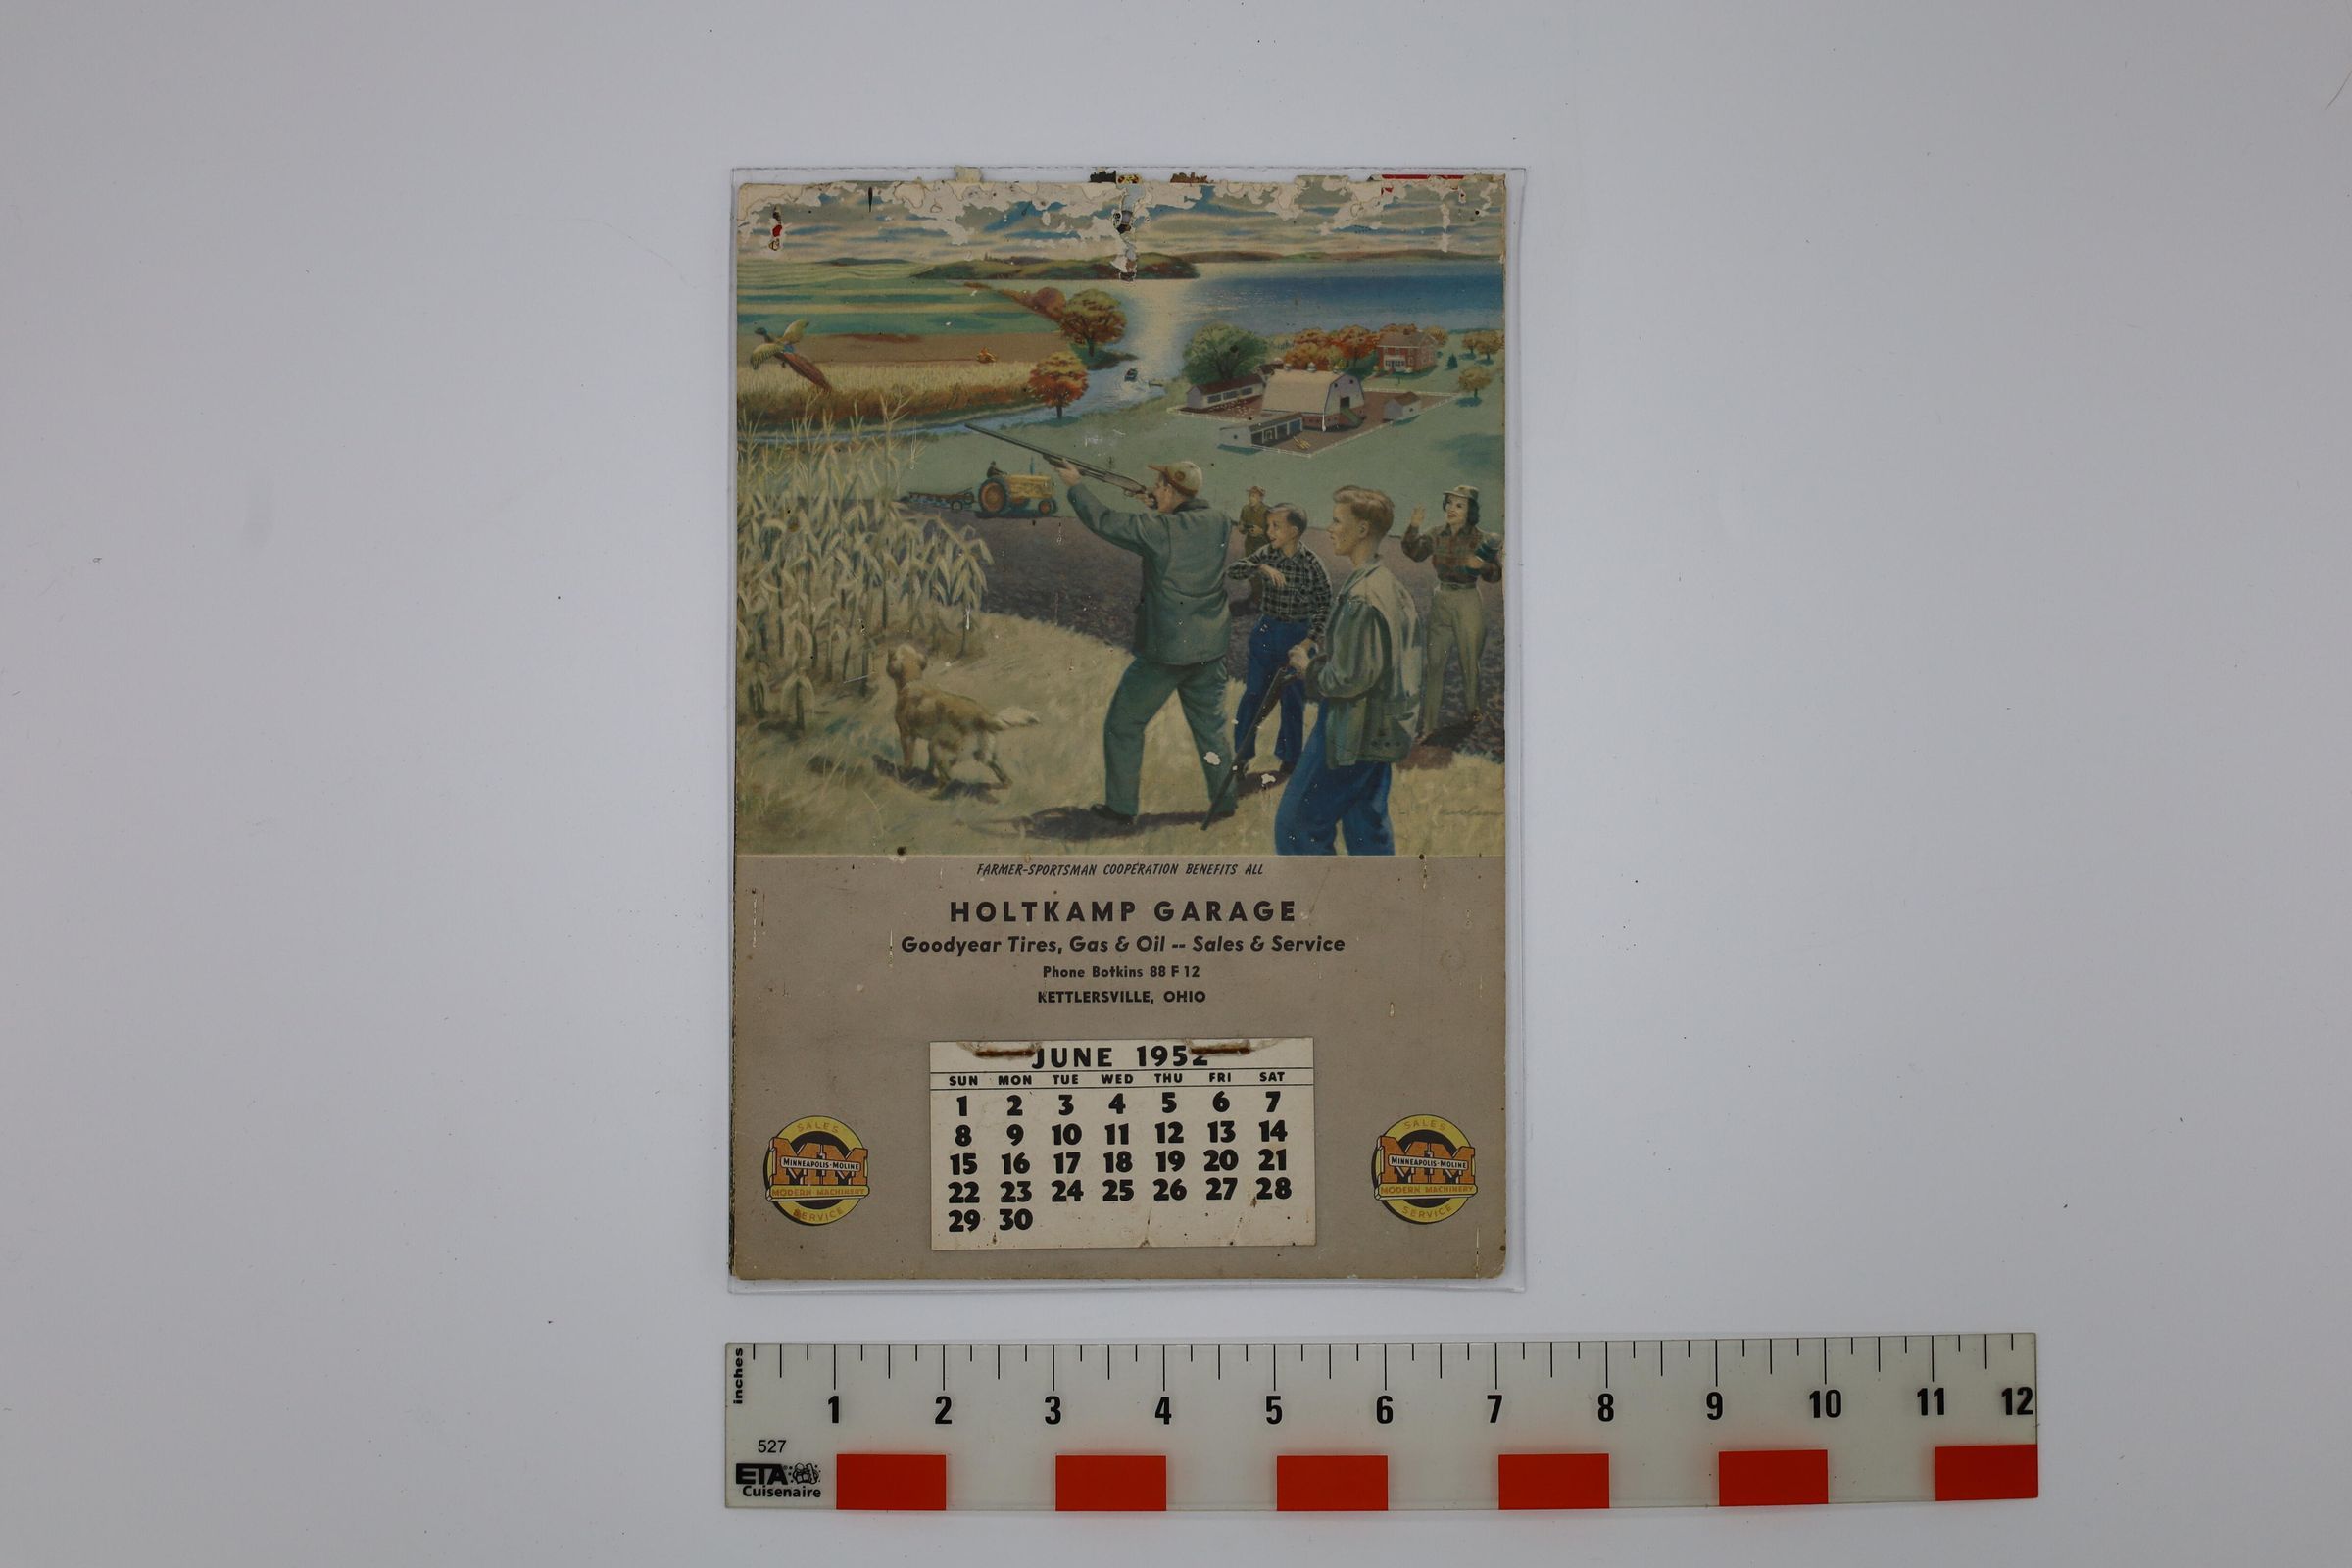 FARMER-SPORTSMAN COOPERATION BENEFITS ALL
HOLTKAMP GARAGE
Goodyear Tires, Gas & Oil -- Sales & Service
Phone Botkins 88 F 12
KETTLERSVILLE, OHIO
JUNE 1952
SUN MON TUE WED THU FRI SAT
1 2 3 4 5 6 7
8 9 10 11 12 13 14
15 16 17 18 19 20 21
22 23 24 25 26 27 28
29 30
SALES
MM
MINNEAPOLIS-MOLINE
MODERN MACHINERY
SERVICE
SALES
MM
MINNEAPOLIS-MOLINE
MODERN MACHINERY
SERVICE
inches
1 2 3 4 5 6 7 8 9 10 11 12
527
ETA
Cuisenaire